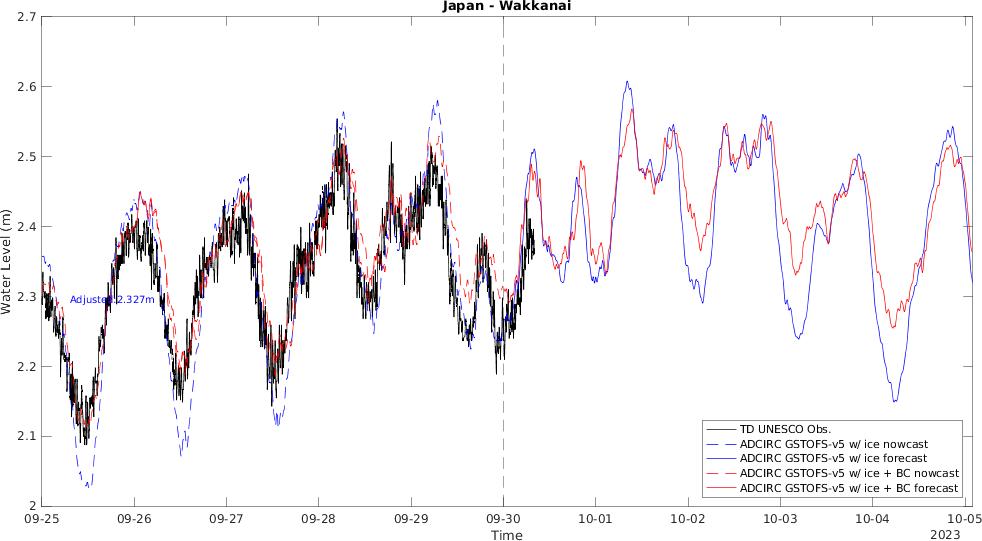 Japan - Wakkanai
Water Level (m)
2.7
2.6
2.5
2.4
2.3
2.2
2.1
2
Adjusted 2.327m
TD UNESCO Obs.
ADCIRC GSTOFS-v5 w/ ice nowcast
ADCIRC GSTOFS-v5 w/ ice forecast
ADCIRC GSTOFS-v5 w/ ice + BC nowcast
ADCIRC GSTOFS-v5 w/ ice + BC forecast
09-25 09-26 09-27 09-28 09-29 09-30 10-01 10-02 10-03 10-04 10-05
Time
2023